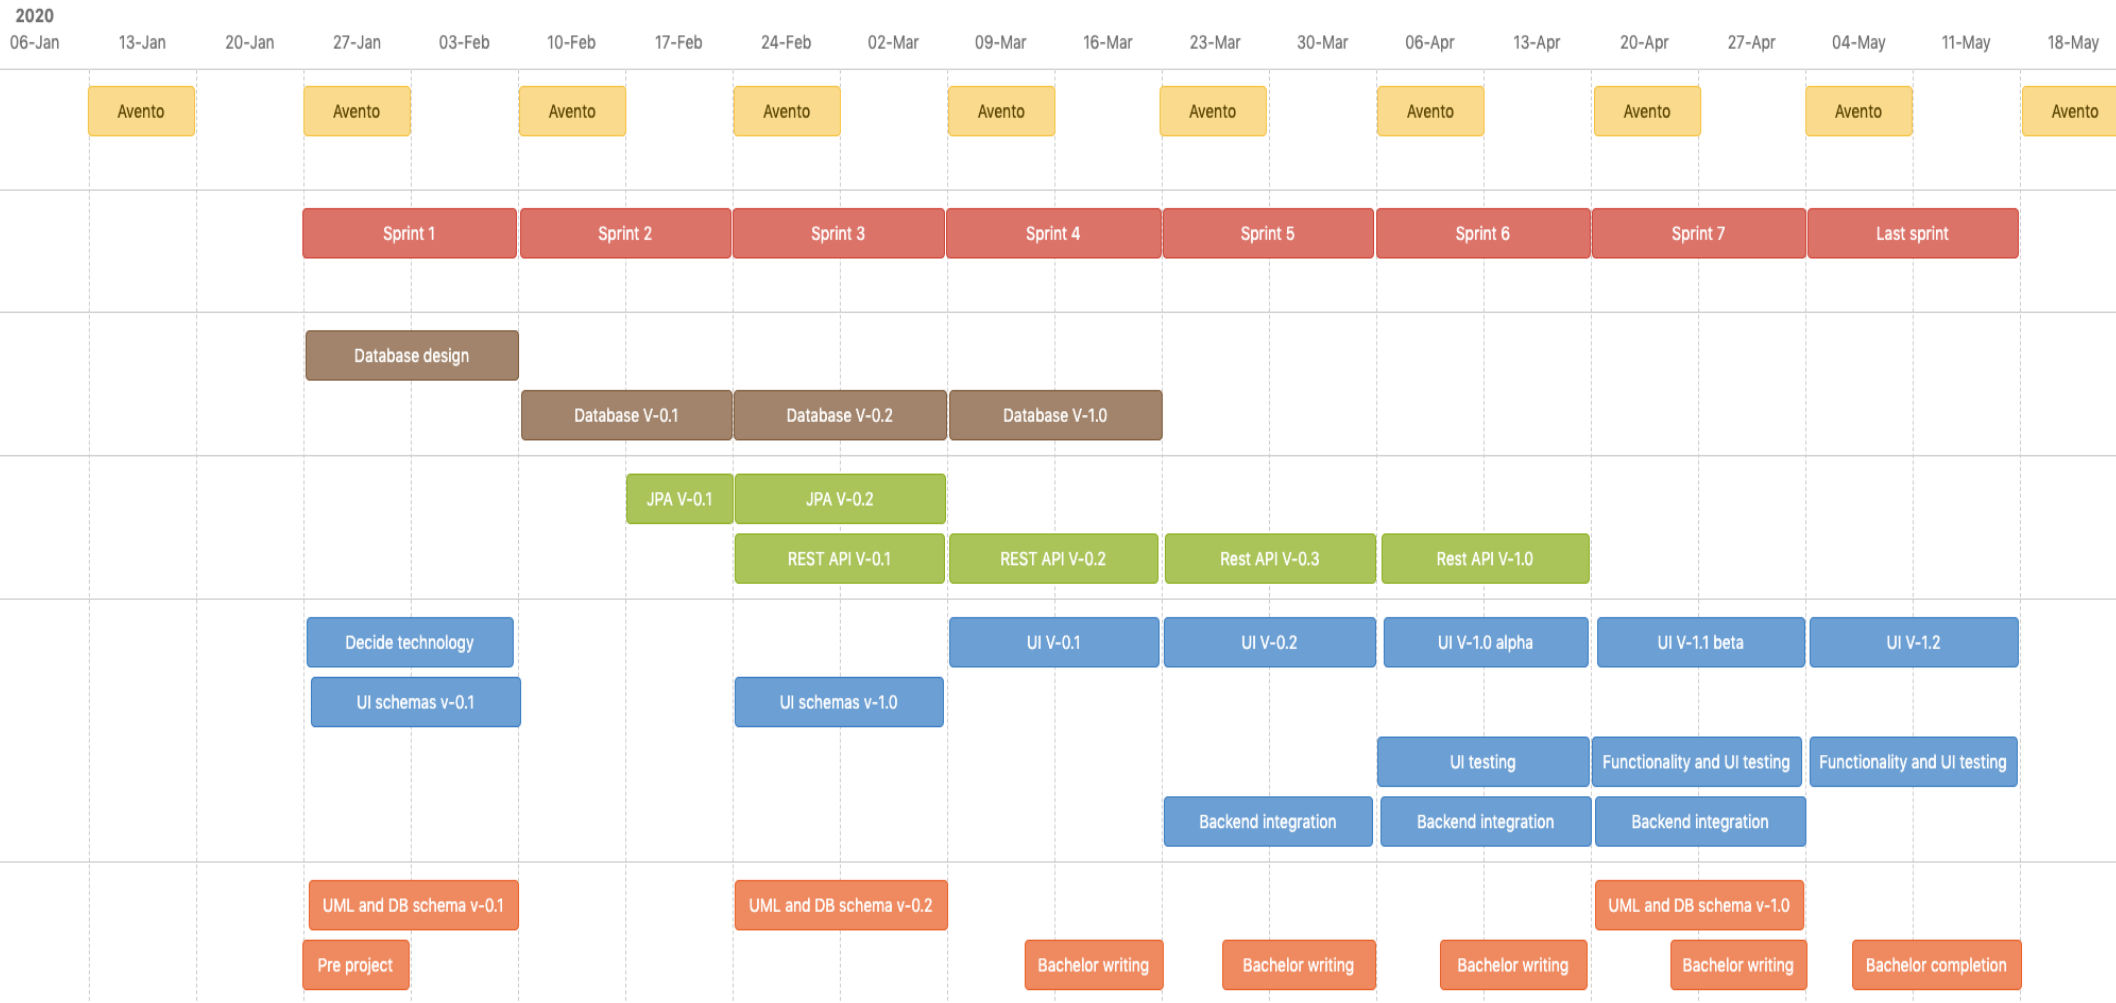 2020
06-Jan 13-Jan 20-Jan 27-Jan 03-Feb 10-Feb 17-Feb 24-Feb 02-Mar 09-Mar 16-Mar 23-Mar 30-Mar 06-Apr 13-Apr 20-Apr 27-Apr 04-May 11-May 18-May
Avento Avento Avento Avento Avento Avento Avento Avento Avento Avento
Sprint 1 Sprint 2 Sprint 3 Sprint 4 Sprint 5 Sprint 6 Sprint 7 Last sprint
Database design
Database V-0.1 Database V-0.2 Database V-1.0
JPA V-0.1 JPA V-0.2
REST API V-0.1 REST API V-0.2 Rest API V-0.3 Rest API V-1.0
Decide technology UI V-0.1 UI V-0.2 UI V-1.0 alpha UI V-1.1 beta UI V-1.2
UI schemas v-0.1 UI schemas v-1.0
UI testing Functionality and UI testing Functionality and UI testing
Backend integration Backend integration Backend integration
UML and DB schema v-0.1 UML and DB schema v-0.2 UML and DB schema v-1.0
Pre project Bachelor writing Bachelor writing Bachelor writing Bachelor writing Bachelor completion